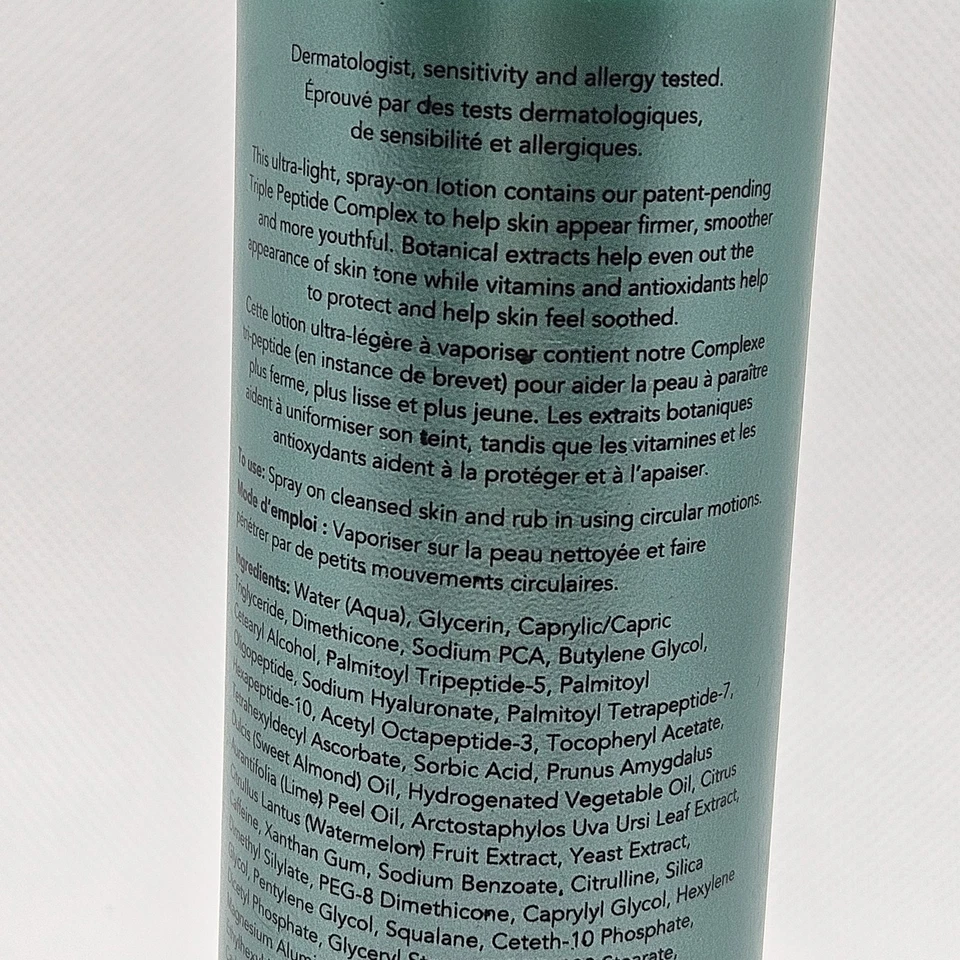 Dermatologist, sensitivity and allergy tested.
Éprouvé par des tests dermatologiques,
de sensibilité et allergiques.
This ultra-light, spray-on lotion contains our patent-pending
Triple Peptide Complex to help skin appear firmer, smoother
and more youthful. Botanical extracts help even out the
appearance of skin tone while vitamins and antioxidants help
to protect and help skin feel soothed.
Cette lotion ultra-légère à vaporiser contient notre Complexe
tri-peptide (en instance de brevet) pour aider la peau à paraître
plus ferme, plus lisse et plus jeune. Les extraits botaniques
aident à uniformiser son teint, tandis que les vitamines et les
antioxydants aident à la protéger et à l'apaiser.
To use: Spray on cleansed skin and rub in using circular motions.
Mode d'emploi : Vaporiser sur la peau nettoyée et faire
pénétrer par de petits mouvements circulaires.
Ingredients: Water (Aqua), Glycerin, Caprylic/Capric
Triglyceride, Dimethicone, Sodium PCA, Butylene Glycol,
Cetearyl Alcohol, Palmitoyl Tripeptide-5, Palmitoyl
Oligopeptide, Sodium Hyaluronate, Palmitoyl Tetrapeptide-7,
Hexapeptide-10, Acetyl Octapeptide-3, Tocopheryl Acetate,
Tetrahexyldecyl Ascorbate, Sorbic Acid, Prunus Amygdalus
Dulcis (Sweet Almond) Oil, Hydrogenated Vegetable Oil, Citrus
Aurantifolia (Lime) Peel Oil, Arctostaphylos Uva Ursi Leaf Extract,
Citrullus Lantus (Watermelon) Fruit Extract, Yeast Extract,
Caffeine, Xanthan Gum, Sodium Benzoate, Citrulline, Silica
Dimethyl Silylate, PEG-8 Dimethicone, Caprylyl Glycol, Hexylene
Glycol, Pentylene Glycol, Squalane, Ceteth-10 Phosphate,
Dicetyl Phosphate, Glyceryl Stearate,
Magnesium